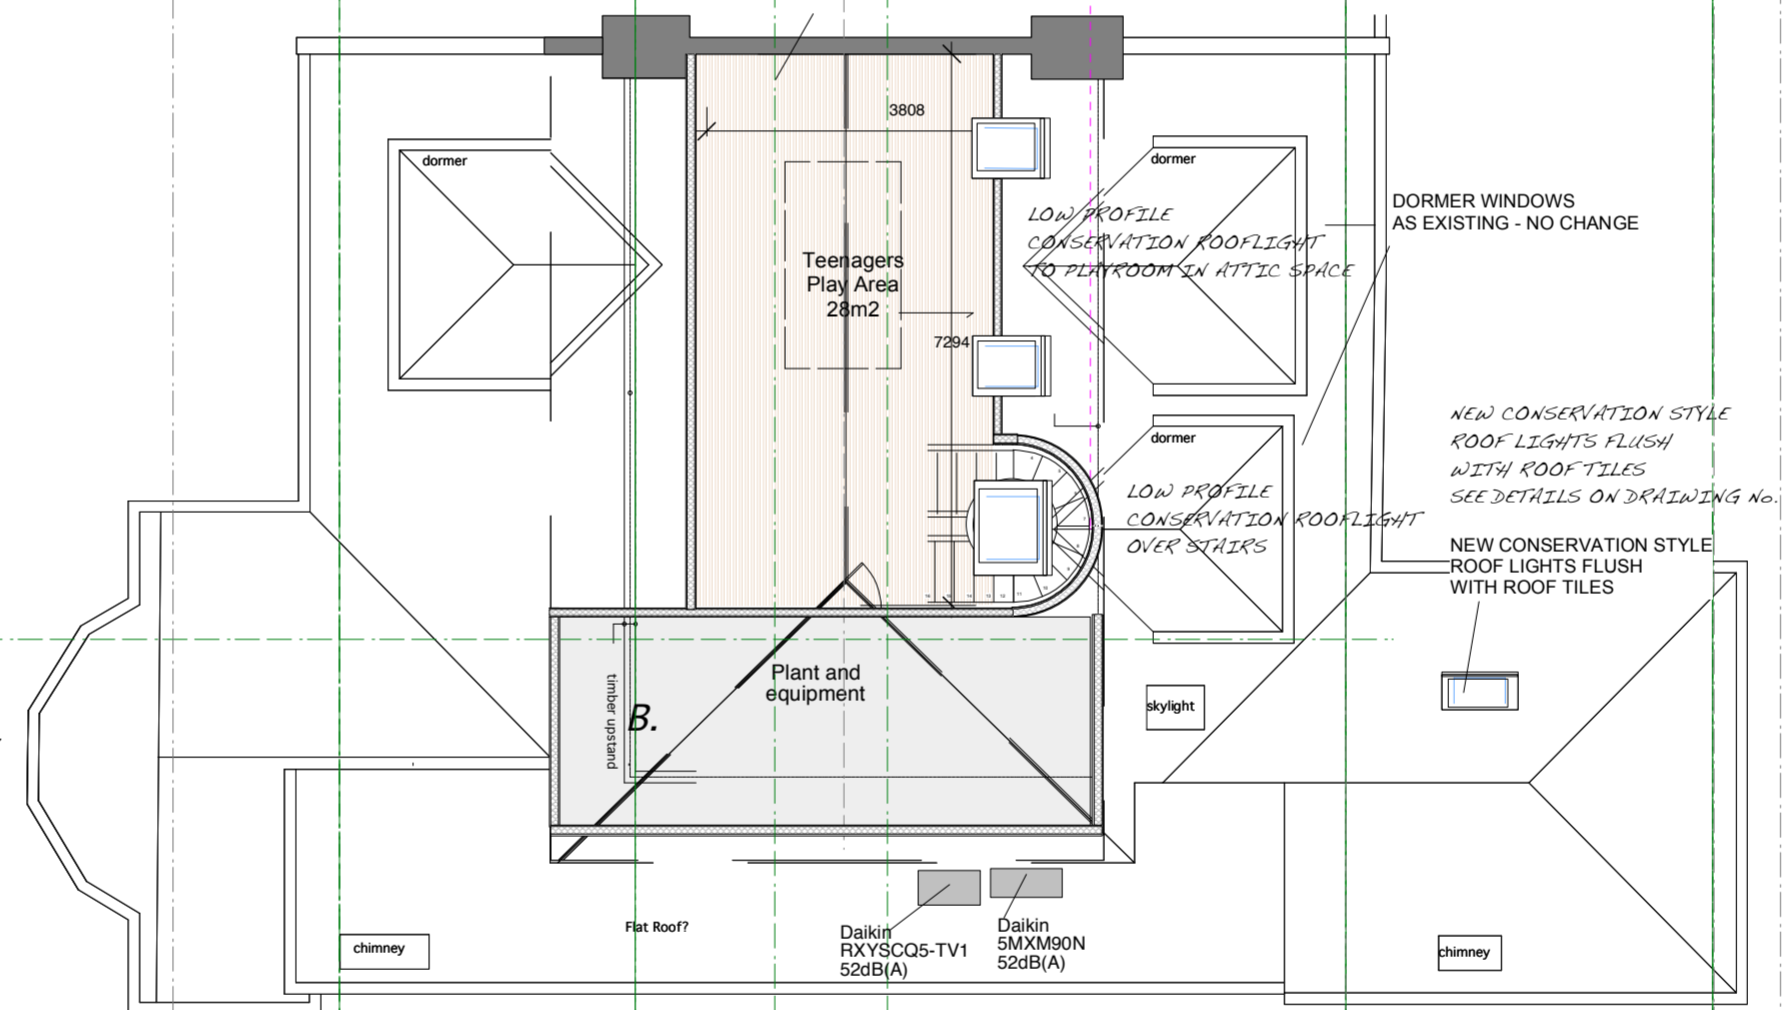 3808
dormer
dormer
DORMER WINDOWS
AS EXISTING - NO CHANGE
LOW PROFILE
CONSERVATION ROOFLIGHT
TO PLAYROOM IN ATTIC SPACE
Teenagers
Play Area
28m2
7294
dormer
NEW CONSERVATION STYLE
ROOF LIGHTS FLUSH
WITH ROOF TILES
SEE DETAILS ON DRAIWING No.
LOW PROFILE
CONSERVATION ROOFLIGHT
OVER STAIRS
NEW CONSERVATION STYLE
ROOF LIGHTS FLUSH
WITH ROOF TILES
Plant and
equipment
timber upstand
B.
skylight
Flat Roof?
Daikin
RXYSCQ5-TV1
52dB(A)
Daikin
5MXM90N
52dB(A)
chimney
chimney